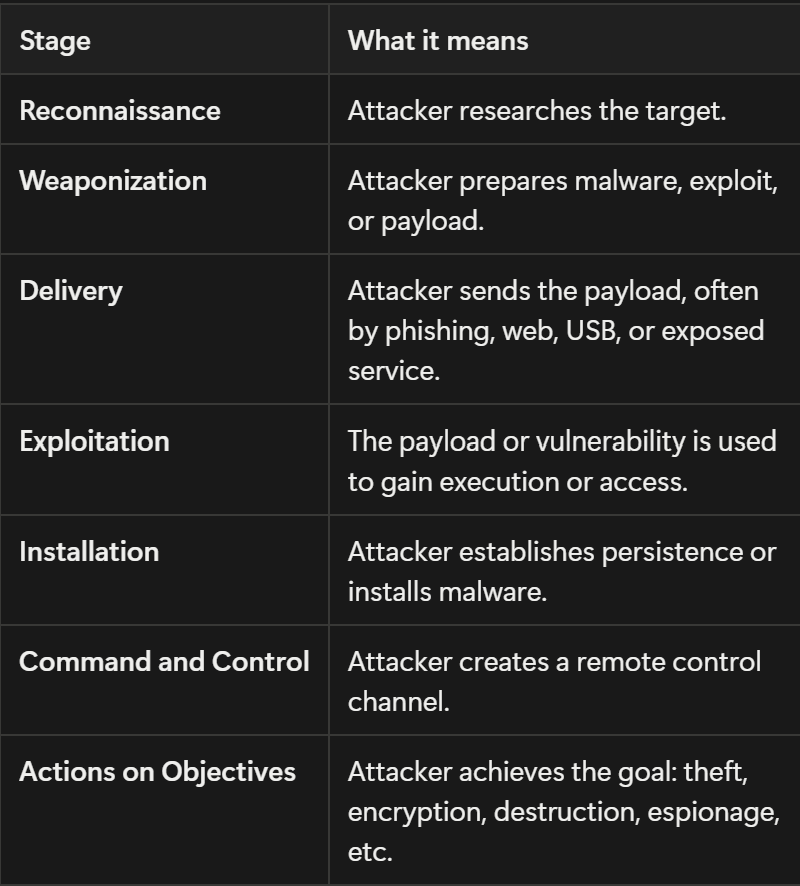 Stage
What it means
Reconnaissance
Attacker researches the target.
Weaponization
Attacker prepares malware, exploit,
or payload.
Delivery
Attacker sends the payload, often
by phishing, web, USB, or exposed
service.
Exploitation
The payload or vulnerability is used
to gain execution or access.
Installation
Attacker establishes persistence or
installs malware.
Command and Control
Attacker creates a remote control
channel.
Actions on Objectives
Attacker achieves the goal: theft,
encryption, destruction, espionage,
etc.